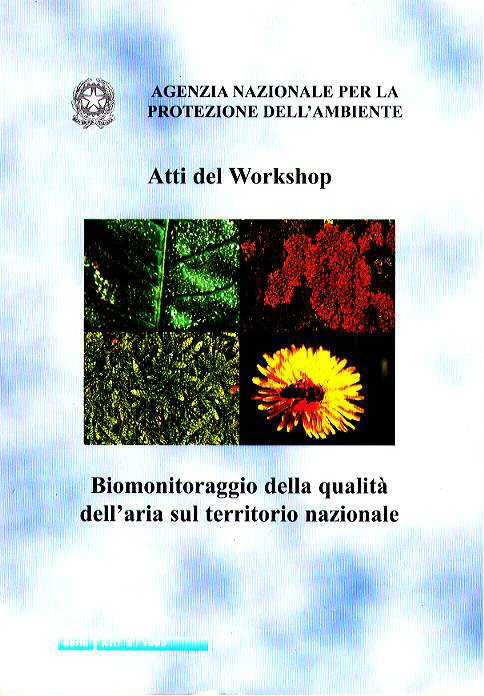 AGENZIA NAZIONALE PER LA
PROTEZIONE DELL'AMBIENTE
Atti del Workshop
Biomonitoraggio della qualità
dell'aria sul territorio nazionale